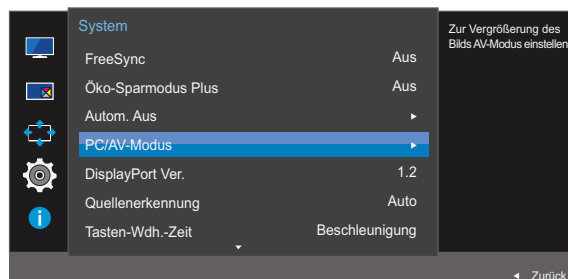 System
FreeSync Aus
Öko-Sparmodus Plus Aus
Autom. Aus
PC/AV-Modus
DisplayPort Ver. 1.2
Quellenerkennung Auto
Tasten-Wdh.-Zeit Beschleunigung
Zur Vergrößerung des
Bilds AV-Modus einstellen
Zurück